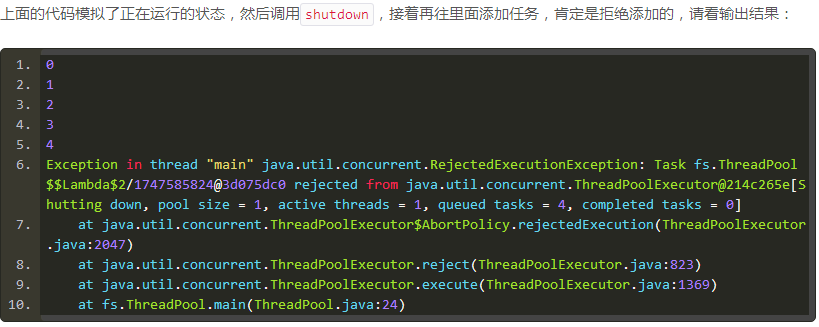 上面的代码模拟了正在运行的状态，然后调用 shutdown ，接着再往里面添加任务，肯定是拒绝添加的，请看输出结果：
1. 0
2. 1
3. 2
4. 3
5. 4
6. Exception in thread "main" java.util.concurrent.RejectedExecutionException: Task fs.ThreadPool
$$Lambda$2/1747585824@3d075dc0 rejected from java.util.concurrent.ThreadPoolExecutor@214c265e[S
hutting down, pool size = 1, active threads = 1, queued tasks = 4, completed tasks = 0]
7. at java.util.concurrent.ThreadPoolExecutor$AbortPolicy.rejectedExecution(ThreadPoolExecutor
.java:2047)
8. at java.util.concurrent.ThreadPoolExecutor.reject(ThreadPoolExecutor.java:823)
9. at java.util.concurrent.ThreadPoolExecutor.execute(ThreadPoolExecutor.java:1369)
10. at fs.ThreadPool.main(ThreadPool.java:24)